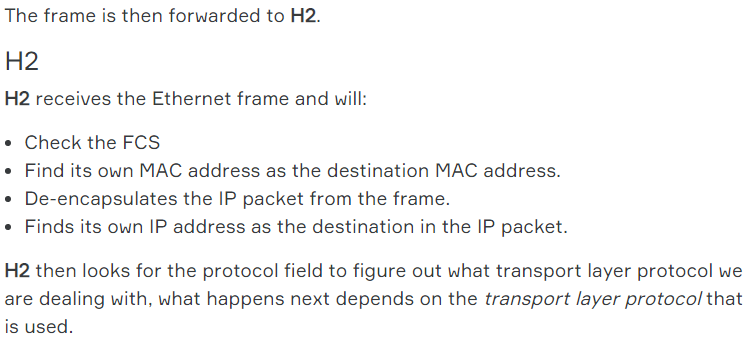 The frame is then forwarded to H2.
H2
H2 receives the Ethernet frame and will:
• Check the FCS
• Find its own MAC address as the destination MAC address.
• De-encapsulates the IP packet from the frame.
• Finds its own IP address as the destination in the IP packet.
H2 then looks for the protocol field to figure out what transport layer protocol we
are dealing with, what happens next depends on the transport layer protocol that
is used.